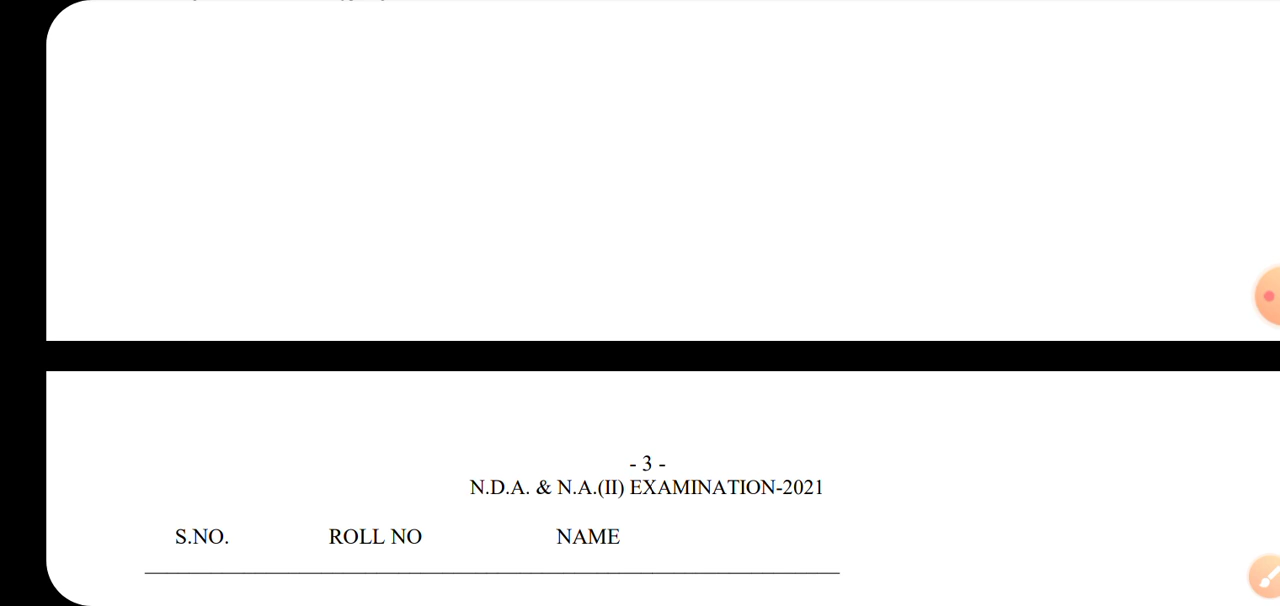 - 3 -
N.D.A. & N.A.(II) EXAMINATION-2021
S.NO. ROLL NO NAME